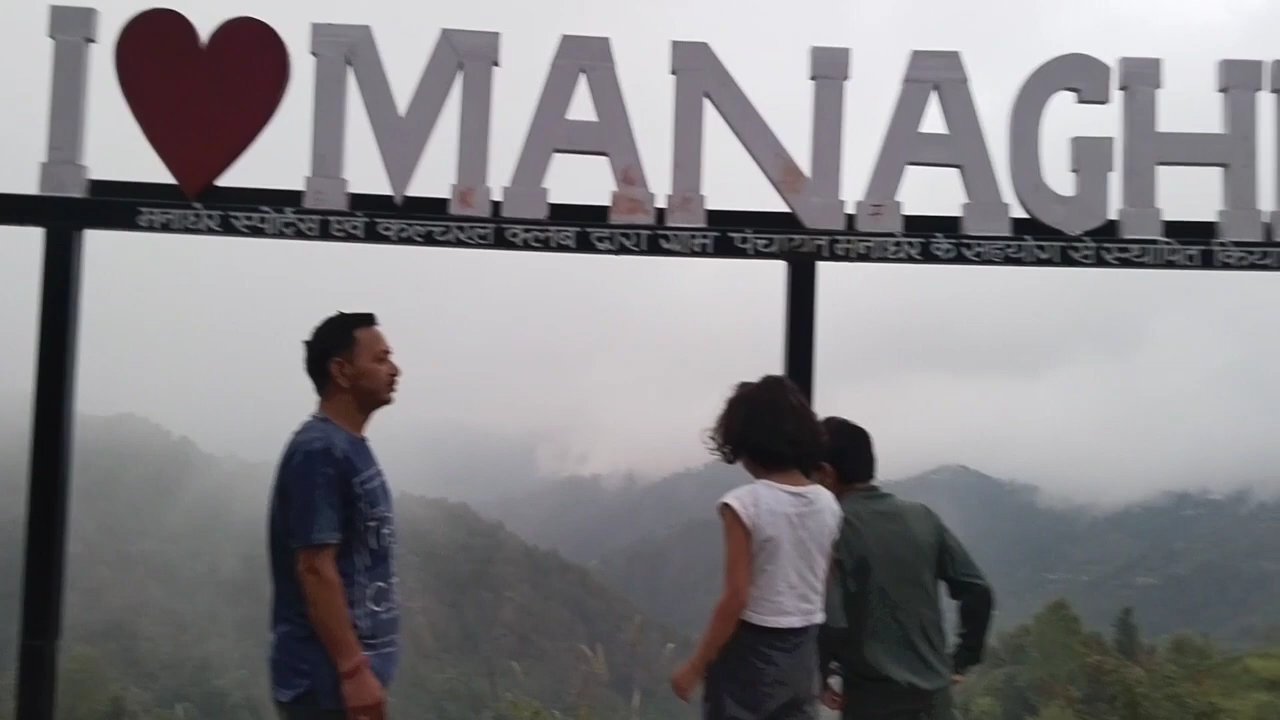 I MANAGH
मनाघेर स्पोर्टस एवं कल्चरल क्लब द्वारा ग्राम पंचायत मनाघेर के सहयोग से स्थापित किया